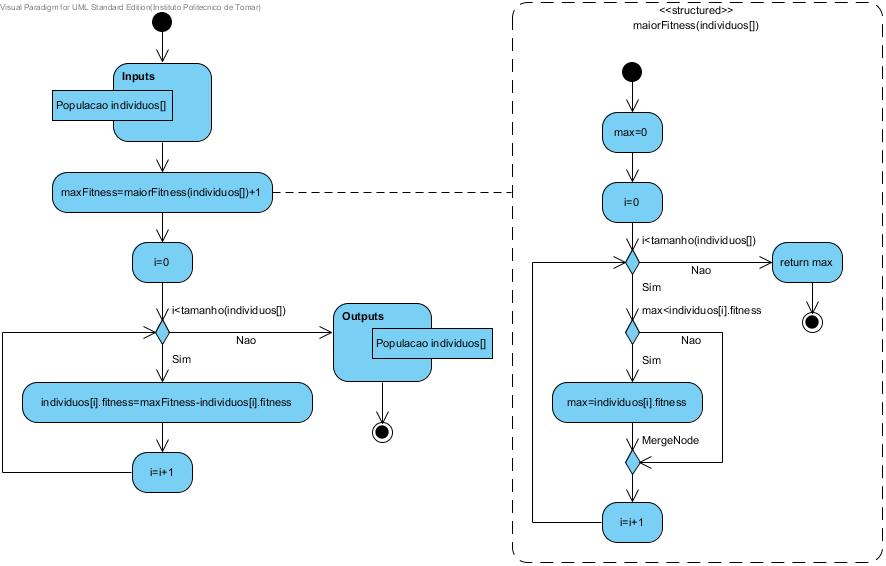 Visual Paradigm for UML Standard Edition(Instituto Politecnico de Tomar)
Inputs
Populacao individuos[]
maxFitness=maiorFitness(individuos[])+1
i=0
i<tamanho(individuos[])
Nao
Sim
Outputs
Populacao individuos[]
individuos[i].fitness=maxFitness-individuos[i].fitness
i=i+1
<<structured>>
maiorFitness(individuos[])
max=0
i=0
i<tamanho(individuos[])
Nao
return max
Sim
max<individuos[i].fitness
Nao
Sim
max=individuos[i].fitness
MergeNode
i=i+1